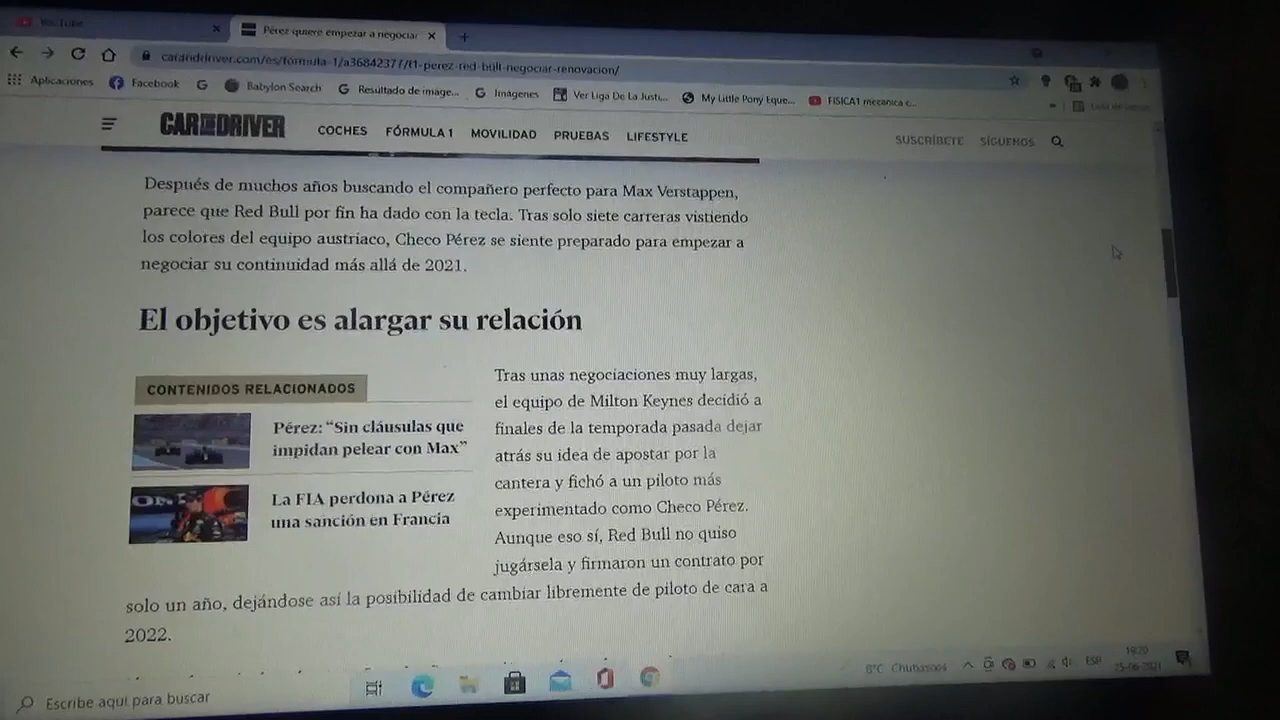 YouTube
Pérez quiere empezar a negociar
carandriver.com/es/formula-1/a36842377/f1-perez-red-bull-negociar-renovacion/
Aplicaciones Facebook Babylon Search Resultado de image... Imágenes Ver Liga De La Justi... My Little Pony Eque... FISICA1 mecanica c...
CAR AND DRIVER COCHES FÓRMULA 1 MOVILIDAD PRUEBAS LIFESTYLE SUSCRÍBETE SÍGUENOS
Después de muchos años buscando el compañero perfecto para Max Verstappen,
parece que Red Bull por fin ha dado con la tecla. Tras solo siete carreras vistiendo
los colores del equipo austriaco, Checo Pérez se siente preparado para empezar a
negociar su continuidad más allá de 2021.
El objetivo es alargar su relación
CONTENIDOS RELACIONADOS
Pérez: “Sin cláusulas que
impidan pelear con Max”
La FIA perdona a Pérez
una sanción en Francia
Tras unas negociaciones muy largas,
el equipo de Milton Keynes decidió a
finales de la temporada pasada dejar
atrás su idea de apostar por la
cantera y fichó a un piloto más
experimentado como Checo Pérez.
Aunque eso sí, Red Bull no quiso
jugársela y firmaron un contrato por
solo un año, dejándose así la posibilidad de cambiar libremente de piloto de cara a
2022.
Escribe aquí para buscar
8°C Chubascos ESP 19:20
25-06-2021